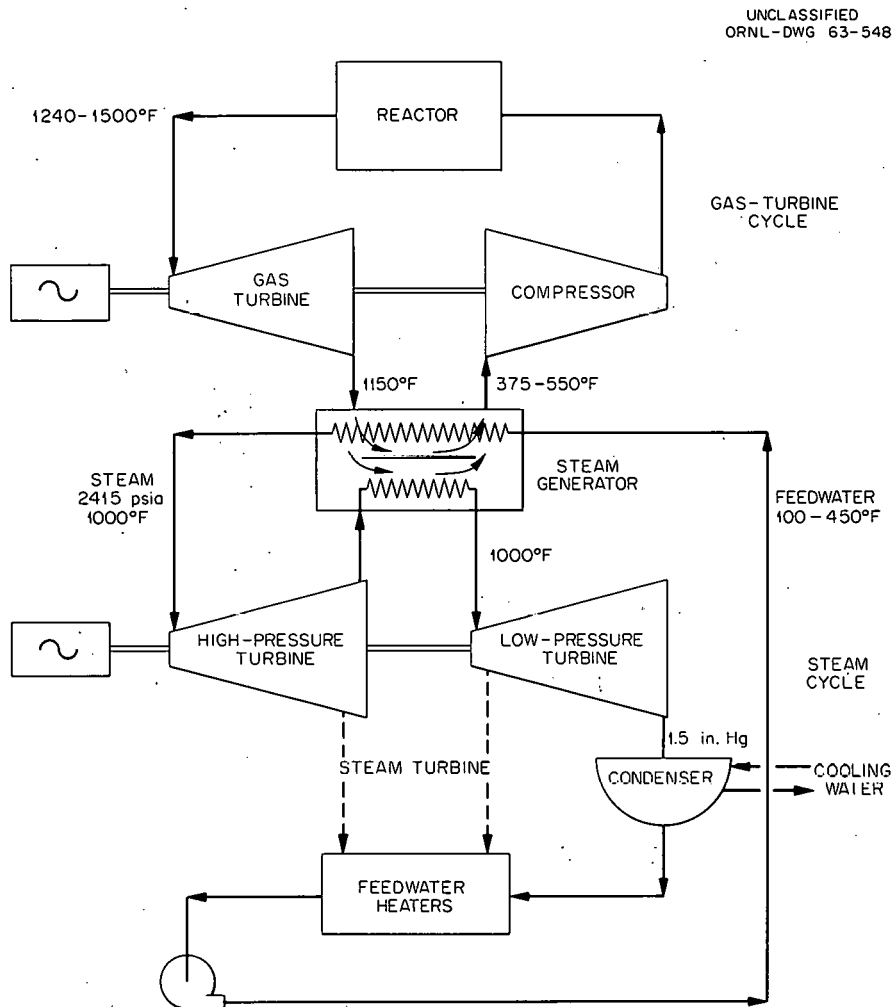 UNCLASSIFIED
ORNL-DWG 63-548
REACTOR
1240-1500°F
GAS-TURBINE
CYCLE
GAS
TURBINE
COMPRESSOR
1150°F
375-550°F
STEAM
2415 psia
1000°F
STEAM
GENERATOR
FEEDWATER
100-450°F
1000°F
HIGH-PRESSURE
TURBINE
LOW-PRESSURE
TURBINE
STEAM
CYCLE
1.5 in. Hg
STEAM TURBINE
CONDENSER
COOLING
WATER
FEEDWATER
HEATERS